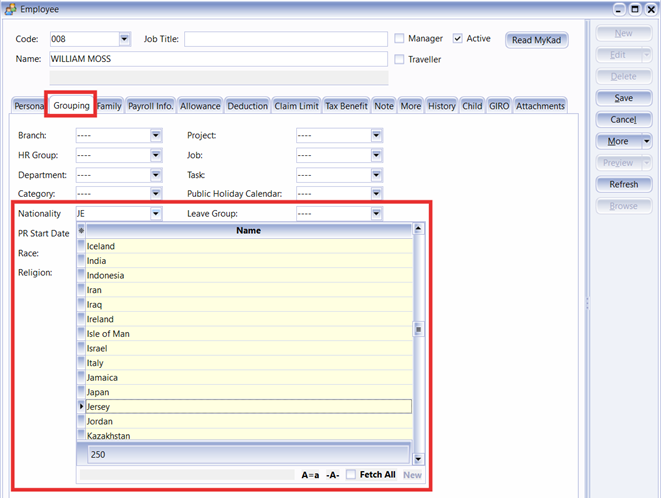 Employee
Code: 008 Job Title: Manager Active Read MyKad
Name: WILLIAM MOSS Traveller
New
Edit
Delete
Save
Cancel
More
Preview
Refresh
Browse
Persona Grouping Family Payroll Info. Allowance Deduction Claim Limit Tax Benefit Note More History Child GIRO Attachments
Branch: ---- Project: ----
HR Group: ---- Job: ----
Department: ---- Task: ----
Category: ---- Public Holiday Calendar: ----
Nationality JE Leave Group: ----
PR Start Date
Race:
Religion:
Name
Iceland
India
Indonesia
Iran
Iraq
Ireland
Isle of Man
Israel
Italy
Jamaica
Japan
Jersey
Jordan
Kazakhstan
250
A=a -A- Fetch All New